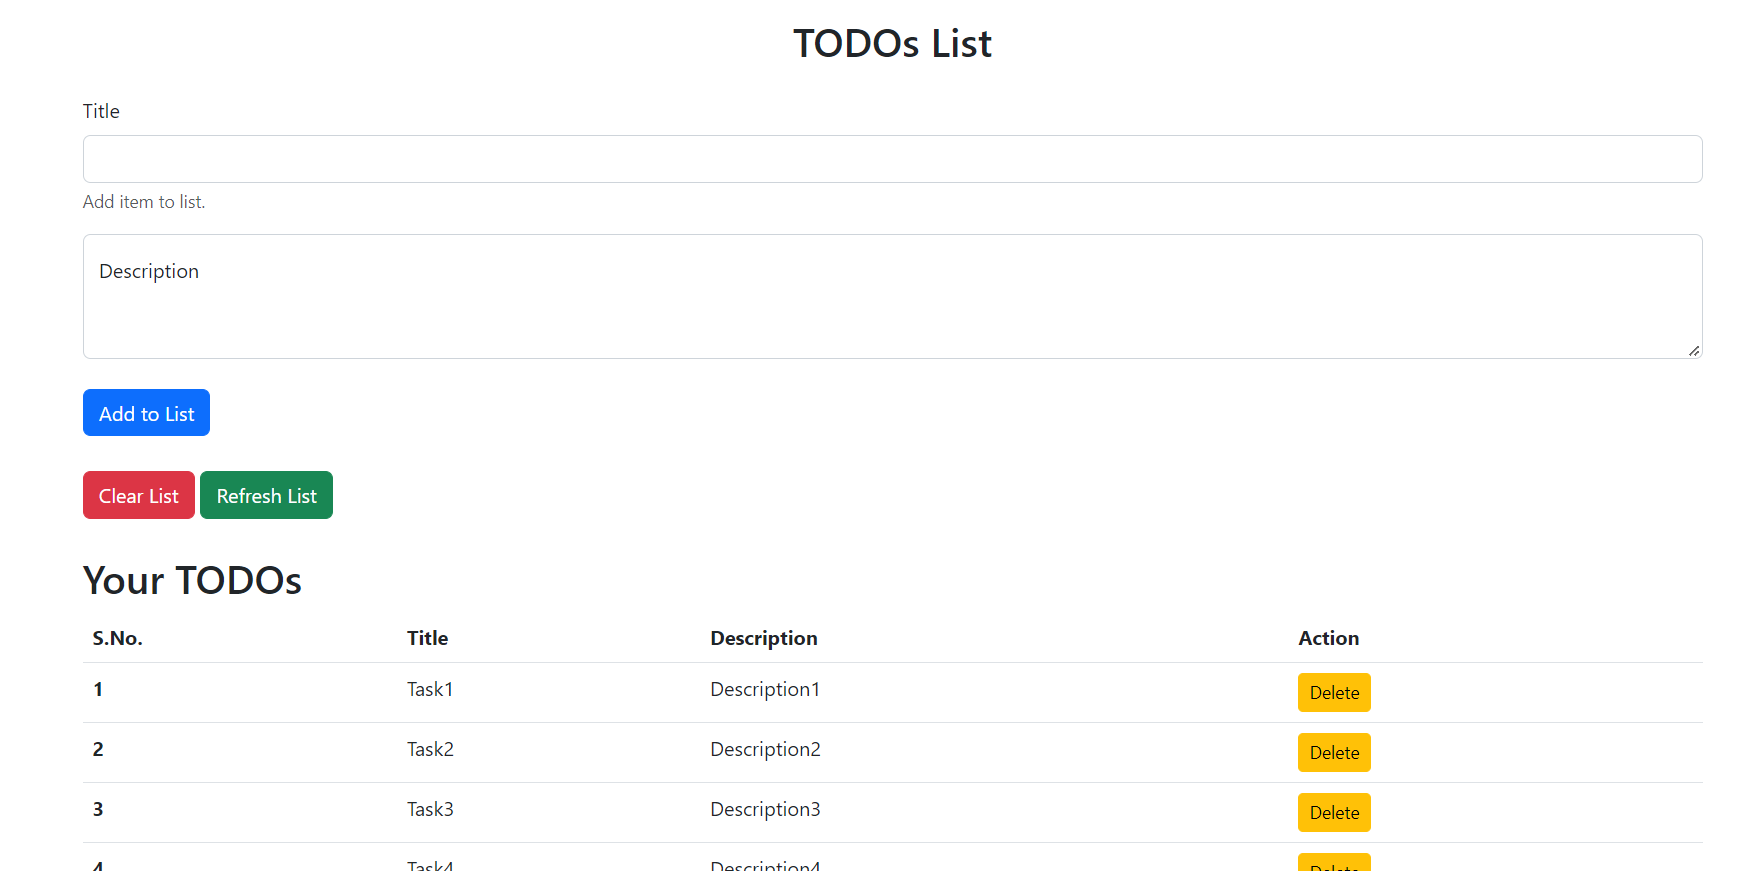 TODOs List
Title
Add item to list.
Description
Add to List
Clear List Refresh List
Your TODOs
S.No. Title Description Action
1 Task1 Description1 Delete
2 Task2 Description2 Delete
3 Task3 Description3 Delete
4 Task4 Description4 Delete